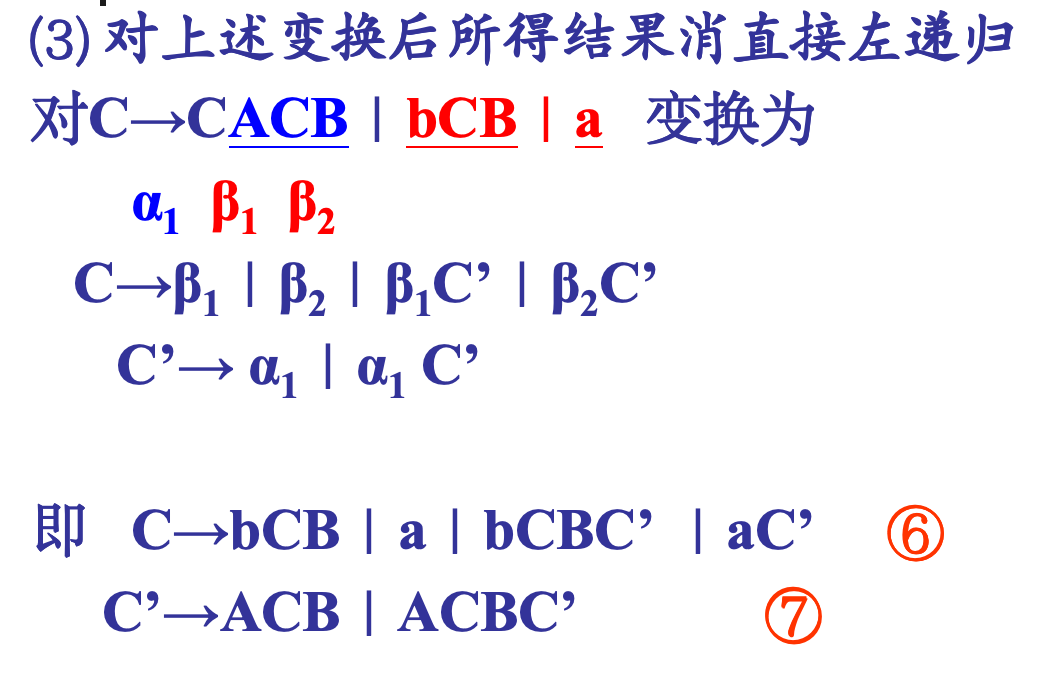 (3) 对上述变换后所得结果消直接左递归
对C→CACB | bCB | a 变换为
α₁ β₁ β₂
C→β₁ | β₂ | β₁C’ | β₂C’
C’→ α₁ | α₁ C’
即 C→bCB | a | bCBC’ | aC’ ⑥
C’→ACB | ACBC’ ⑦